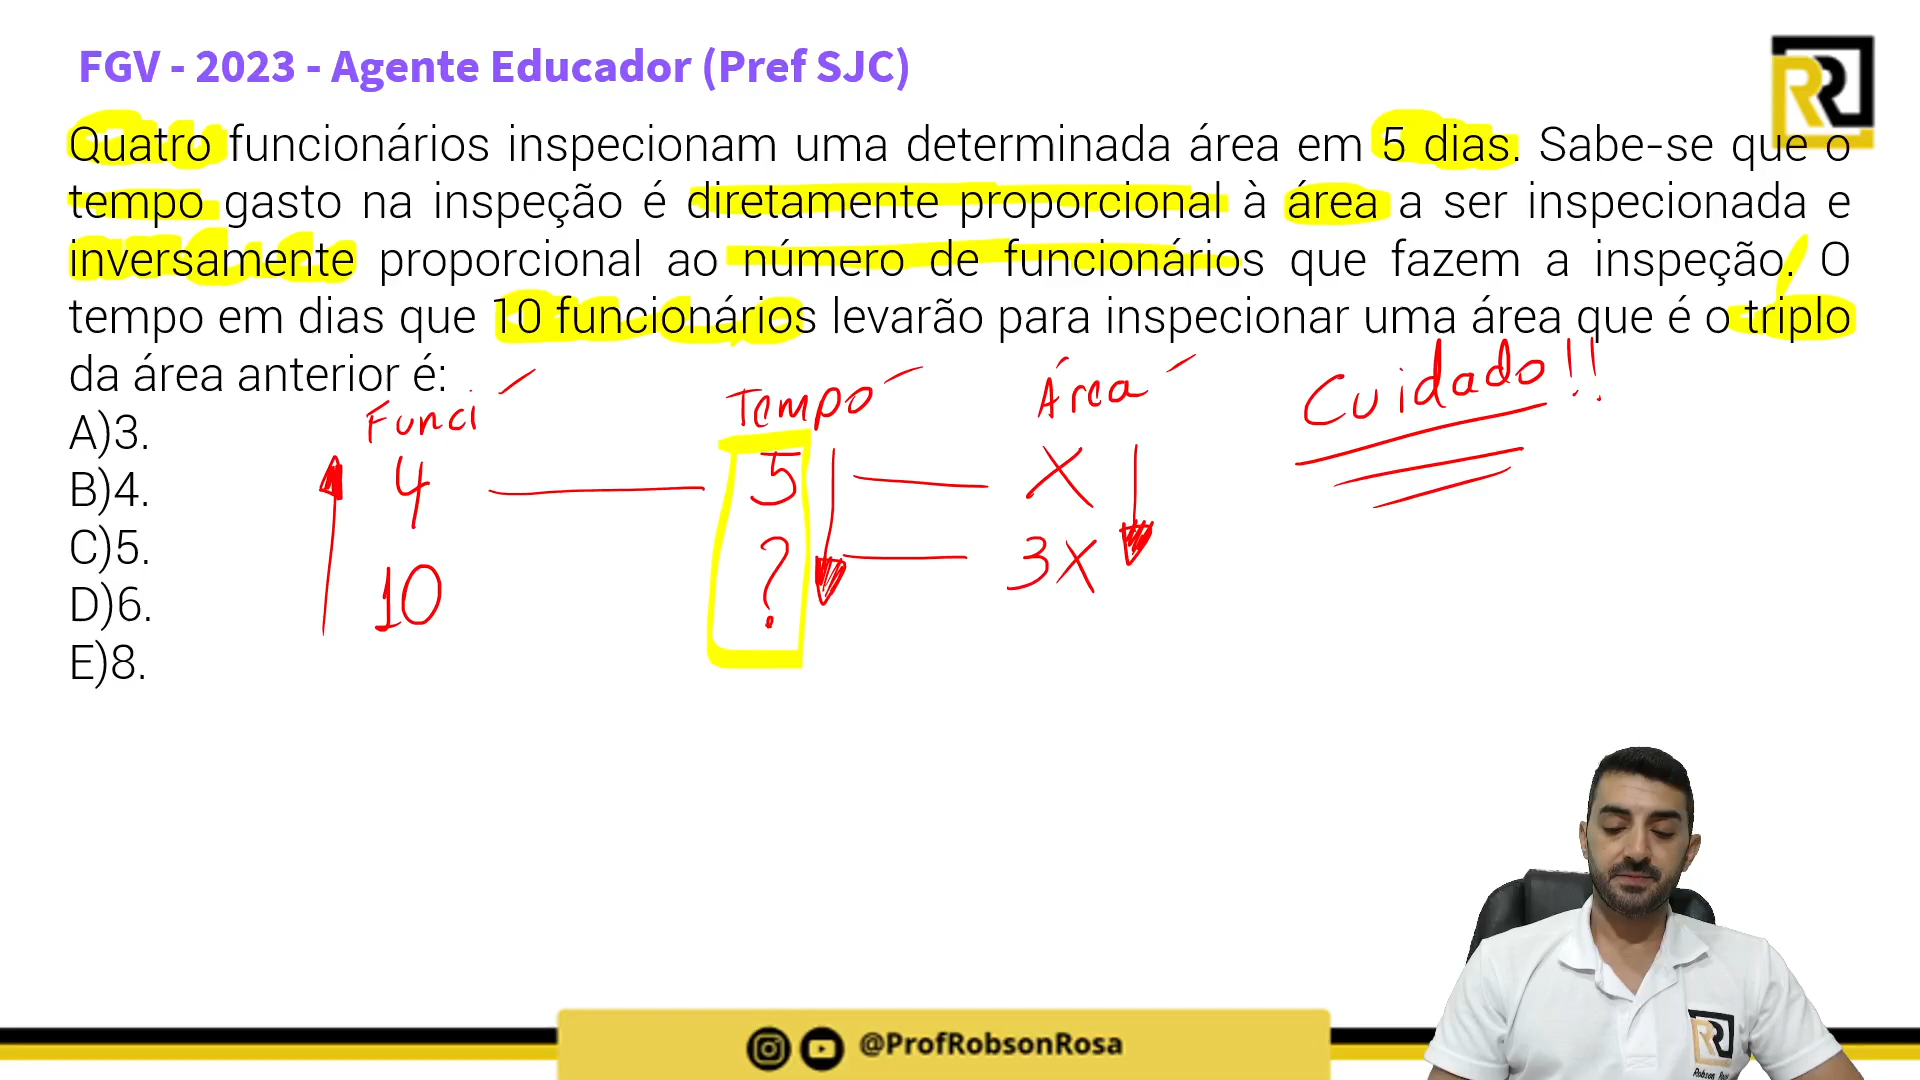 FGV - 2023 - Agente Educador (Pref SJC)
Quatro funcionários inspecionam uma determinada área em 5 dias. Sabe-se que o
tempo gasto na inspeção é diretamente proporcional à área a ser inspecionada e
inversamente proporcional ao número de funcionários que fazem a inspeção. O
tempo em dias que 10 funcionários levarão para inspecionar uma área que é o triplo
da área anterior é:
A)3.
B)4.
C)5.
D)6.
E)8.
Funci Tempo Área Cuidado!!
4 5 X
10 ? 3X
@ProfRobsonRosa
RR